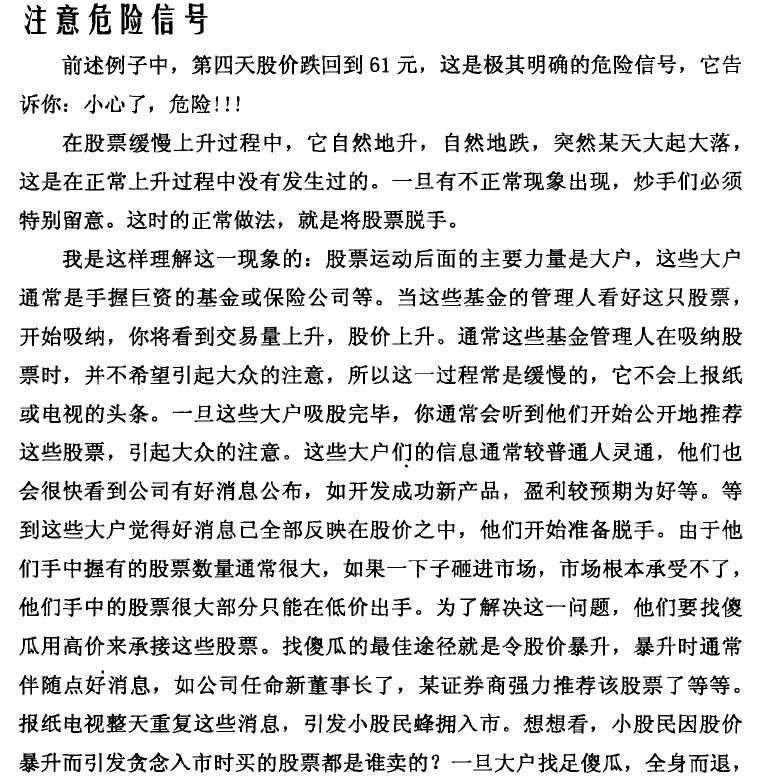 注意危险信号
前述例子中，第四天股价跌回到61元，这是极其明确的危险信号，它告
诉你：小心了，危险!!!
在股票缓慢上升过程中，它自然地升，自然地跌，突然某天大起大落，
这是在正常上升过程中没有发生过的。一旦有不正常现象出现，炒手们必须
特别留意。这时的正常做法，就是将股票脱手。
我是这样理解这一现象的：股票运动后面的主要力量是大户，这些大户
通常是手握巨资的基金或保险公司等。当这些基金的管理人看好这只股票，
开始吸纳，你将看到交易量上升，股价上升。通常这些基金管理人在吸纳股
票时，并不希望引起大众的注意，所以这一过程常是缓慢的，它不会上报纸
或电视的头条。一旦这些大户吸股完毕，你通常会听到他们开始公开地推荐
这些股票，引起大众的注意。这些大户们的信息通常较普通人灵通，他们也
会很快看到公司有好消息公布，如开发成功新产品，盈利较预期为好等。等
到这些大户觉得好消息已全部反映在股价之中，他们开始准备脱手。由于他
们手中握有的股票数量通常很大，如果一下子砸进市场，市场根本承受不了，
他们手中的股票很大部分只能在低价出手。为了解决这一问题，他们要找傻
瓜用高价来承接这些股票。找傻瓜的最佳途径就是令股价暴升，暴升时通常
伴随点好消息，如公司任命新董事长了，某证券商强力推荐该股票了等等。
报纸电视整天重复这些消息，引发小股民蜂拥入市。想想看，小股民因股价
暴升而引发贪念入市时买的股票都是谁卖的？一旦大户找足傻瓜，全身而退，